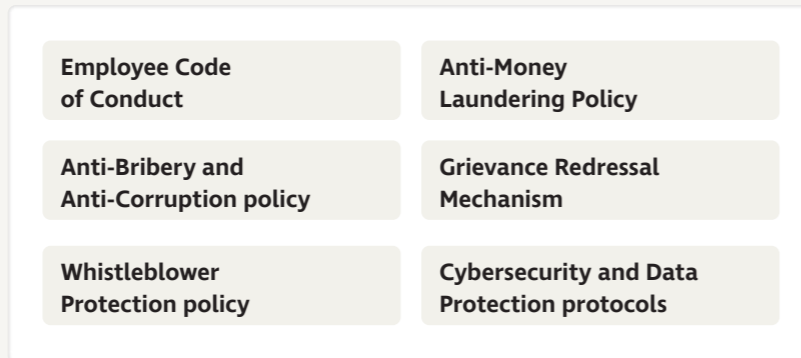 Employee Code
of Conduct
Anti-Money
Laundering Policy
Anti-Bribery and
Anti-Corruption policy
Grievance Redressal
Mechanism
Whistleblower
Protection policy
Cybersecurity and Data
Protection protocols